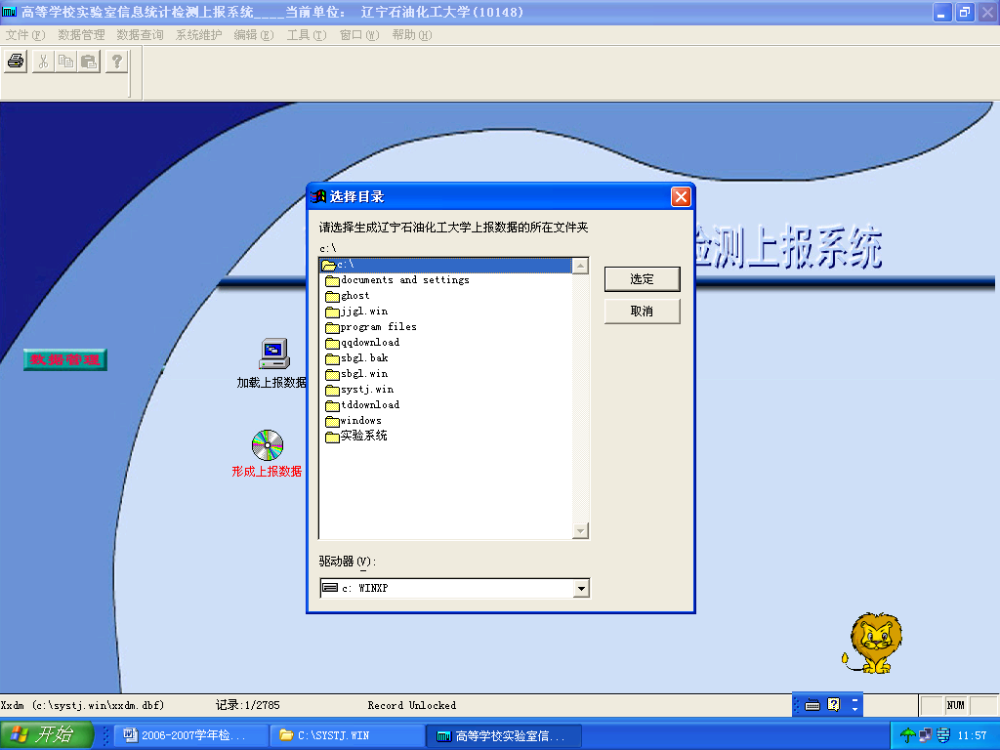 高等学校实验室信息统计检测上报系统____当前单位： 辽宁石油化工大学(10148)
文件(F) 数据管理 数据查询 系统维护 编辑(E) 工具(T) 窗口(W) 帮助(H)
检测上报系统
选择目录
请选择生成辽宁石油化工大学上报数据的所在文件夹
c:\
c:\
documents and settings
ghost
jjgl.win
program files
qqdownload
sbgl.bak
sbgl.win
systj.win
tddownload
windows
实验系统
选定
取消
驱动器(V):
c: WINXP
数据管理
加载上报数据
形成上报数据
Xxdm (c:\systj.win\xxdm.dbf) 记录:1/2785 Record Unlocked NUM
开始 2006-2007学年检... C:\SYSTJ.WIN 高等学校实验室信... 11:57